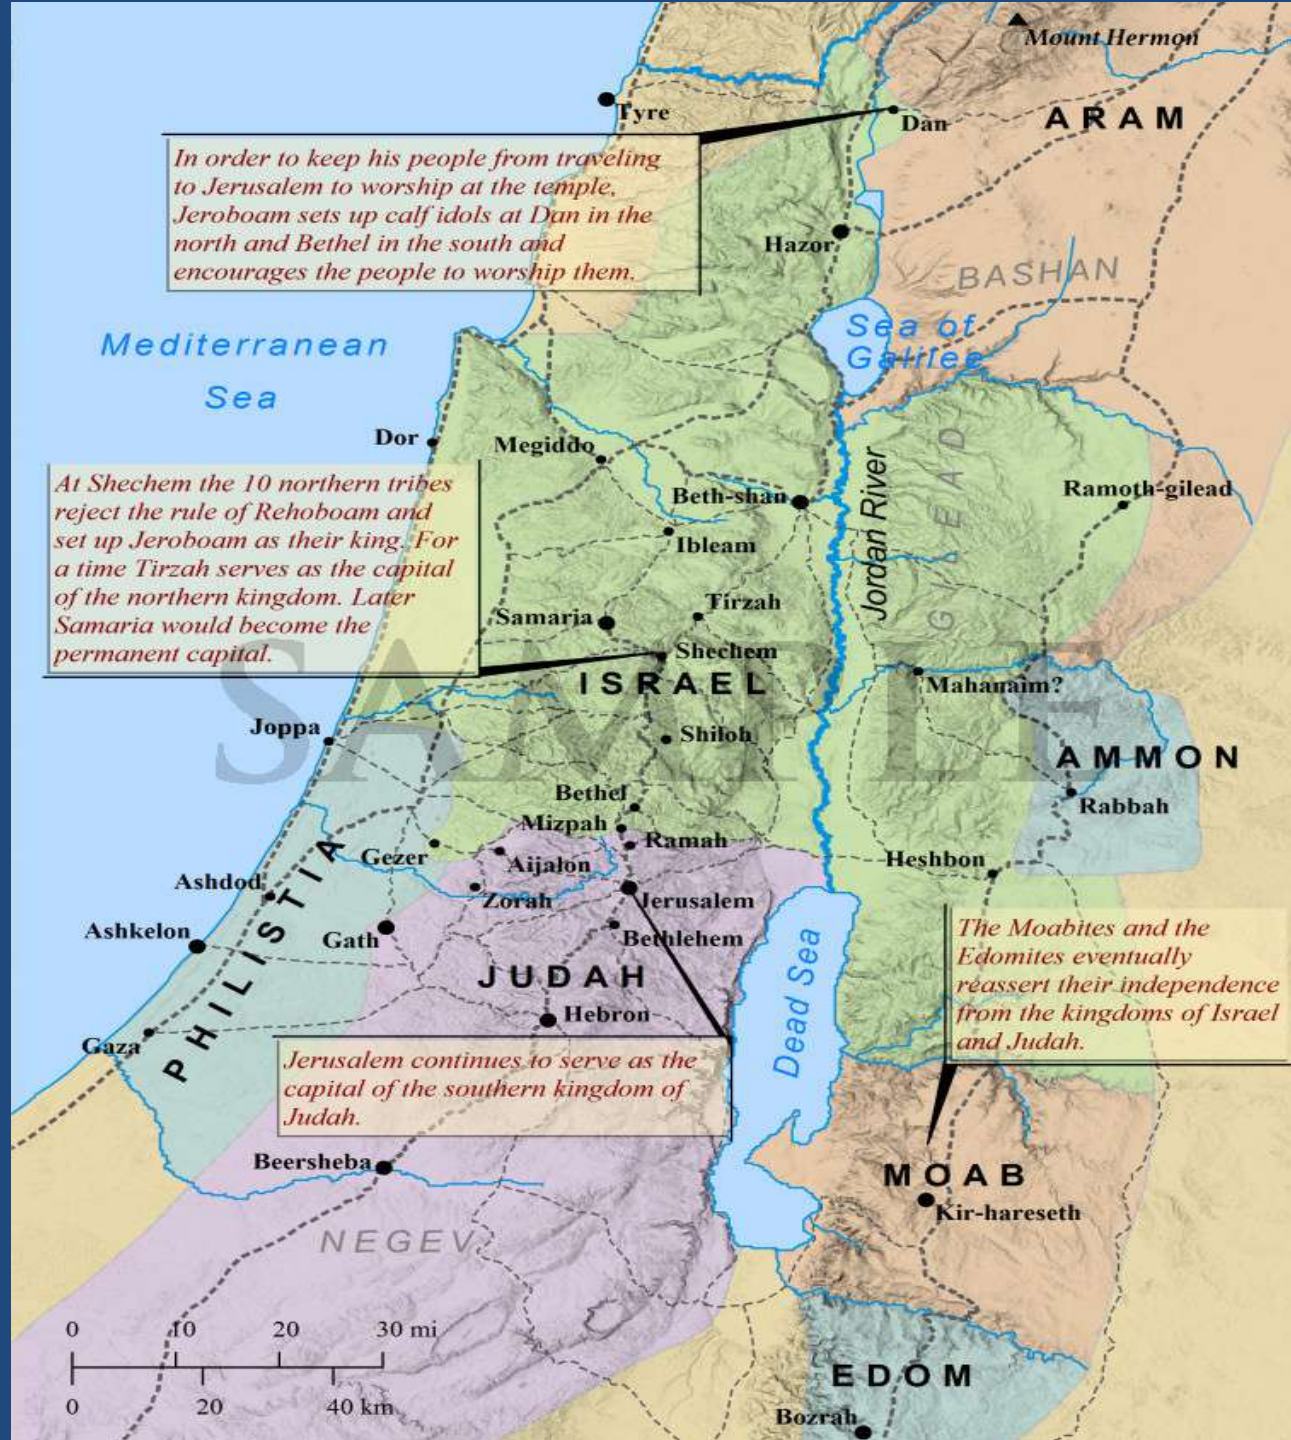 Mount Hermon
Tyre
Dan
ARAM
In order to keep his people from traveling
to Jerusalem to worship at the temple,
Jeroboam sets up calf idols at Dan in the
north and Bethel in the south and
encourages the people to worship them.
Hazor
BASHAN
Sea of
Galilee
Mediterranean
Sea
Dor
Megiddo
GILEAD
Jordan River
At Shechem the 10 northern tribes
reject the rule of Rehoboam and
set up Jeroboam as their king. For
a time Tirzah serves as the capital
of the northern kingdom. Later
Samaria would become the
permanent capital.
Beth-shan
Ramoth-gilead
Ibleam
Samaria
Tirzah
Shechem
ISRAEL
Mahanaim?
SAMPLE
Joppa
Shiloh
AMMON
Rabbah
Bethel
Mizpah
Ramah
Gezer
Aijalon
Heshbon
PHILISTIA
Ashdod
Zorah
Jerusalem
Ashkelon
Gath
Bethlehem
JUDAH
Dead Sea
The Moabites and the
Edomites eventually
reassert their independence
from the kingdoms of Israel
and Judah.
Hebron
Gaza
Jerusalem continues to serve as the
capital of the southern kingdom of
Judah.
Beersheba
MOAB
Kir-hareseth
NEGEV
0 10 20 30 mi
0 20 40 km
EDOM
Bozrah